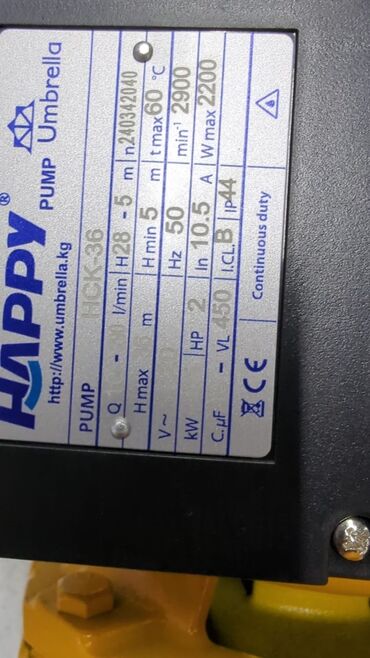 HAPPY®
PUMP Umbrella
http://www.umbrella.kg
PUMP HCK-36
Q - l/min H 28 - 5 m n.240342040
H max m H min 5 m t max 60 °C
V~ Hz 50 min⁻¹ 2900
kW HP 2 In 10.5 A W max 2200
C. µF - VL 450 I.CL. B IP44
CE Continuous duty